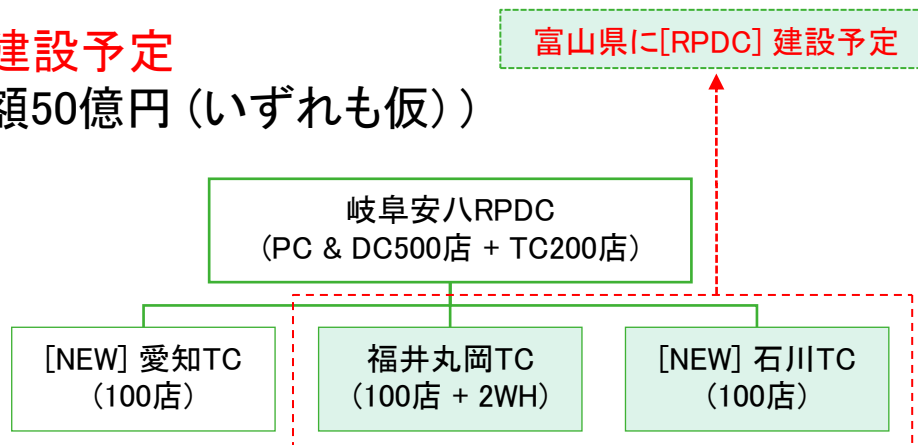 建設予定
額50億円 (いずれも仮) )
富山県に[RPDC] 建設予定
岐阜安八RPDC
(PC & DC500店 + TC200店)
[NEW] 愛知TC
(100店)
福井丸岡TC
(100店 + 2WH)
[NEW] 石川TC
(100店)